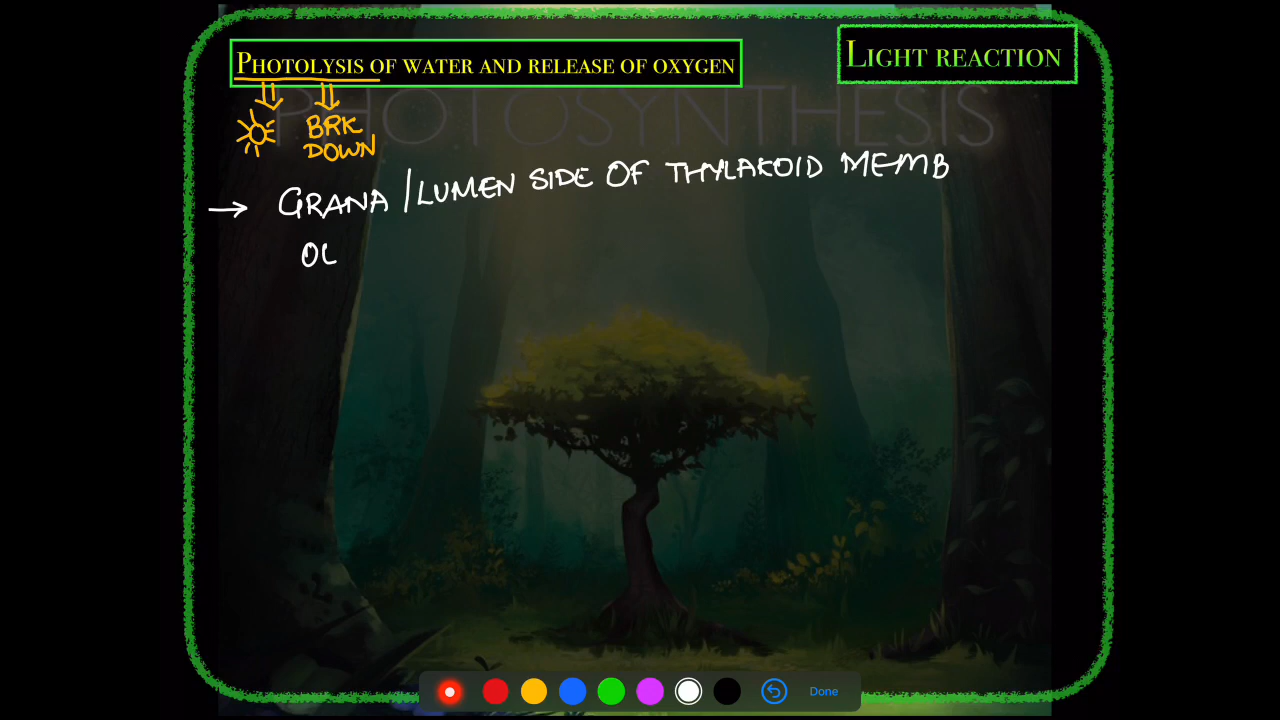 PHOTOLYSIS OF WATER AND RELEASE OF OXYGEN
LIGHT REACTION
PHOTOSYNTHESIS
BRK
DOWN
→ GRANA / LUMEN SIDE OF THYLAKOID MEMB
OC
Done